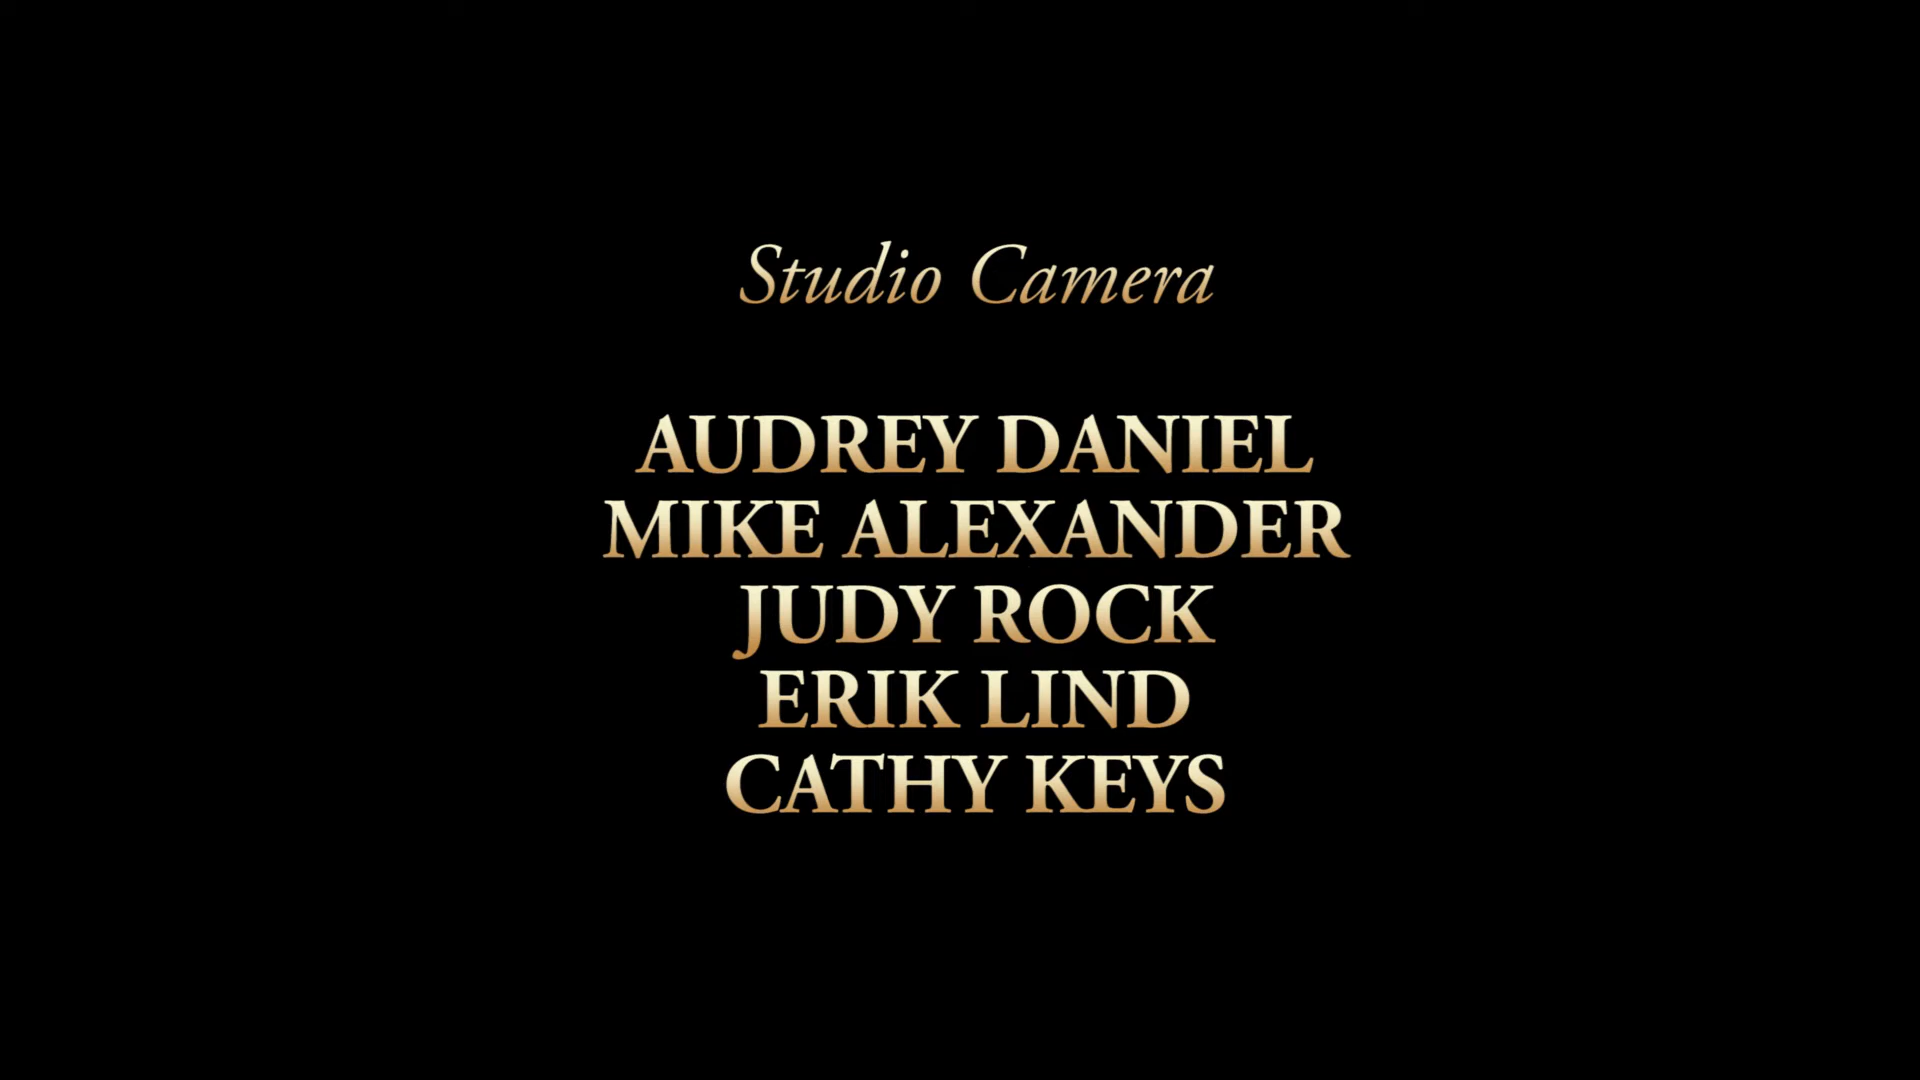 Studio Camera
AUDREY DANIEL
MIKE ALEXANDER
JUDY ROCK
ERIK LIND
CATHY KEYS